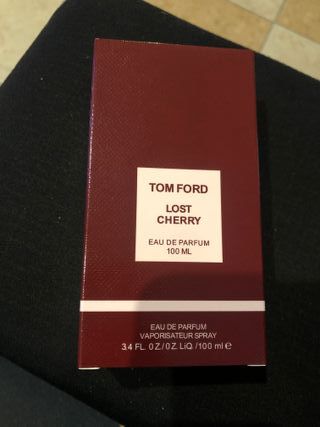 TOM FORD
LOST
CHERRY
EAU DE PARFUM
100 ML
EAU DE PARFUM
VAPORISATEUR SPRAY
3.4 FL. OZ./OZ. LiQ. /100 ml ℮